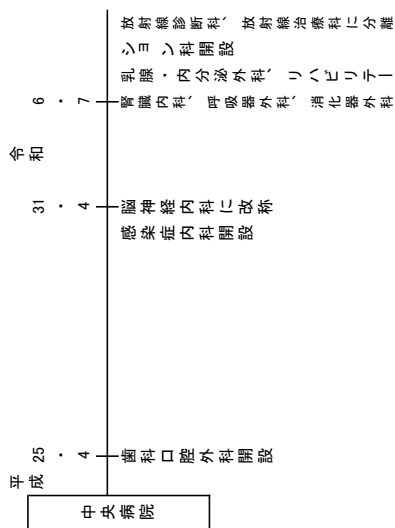 中央病院
平成
25・4
歯科口腔外科開設
31・4
脳神経内科に改称
感染症内科開設
令和
6・7
腎臓内科、呼吸器外科、消化器外科
乳腺・内分泌外科、リハビリテー
ション科開設
放射線診断科、放射線治療科に分離